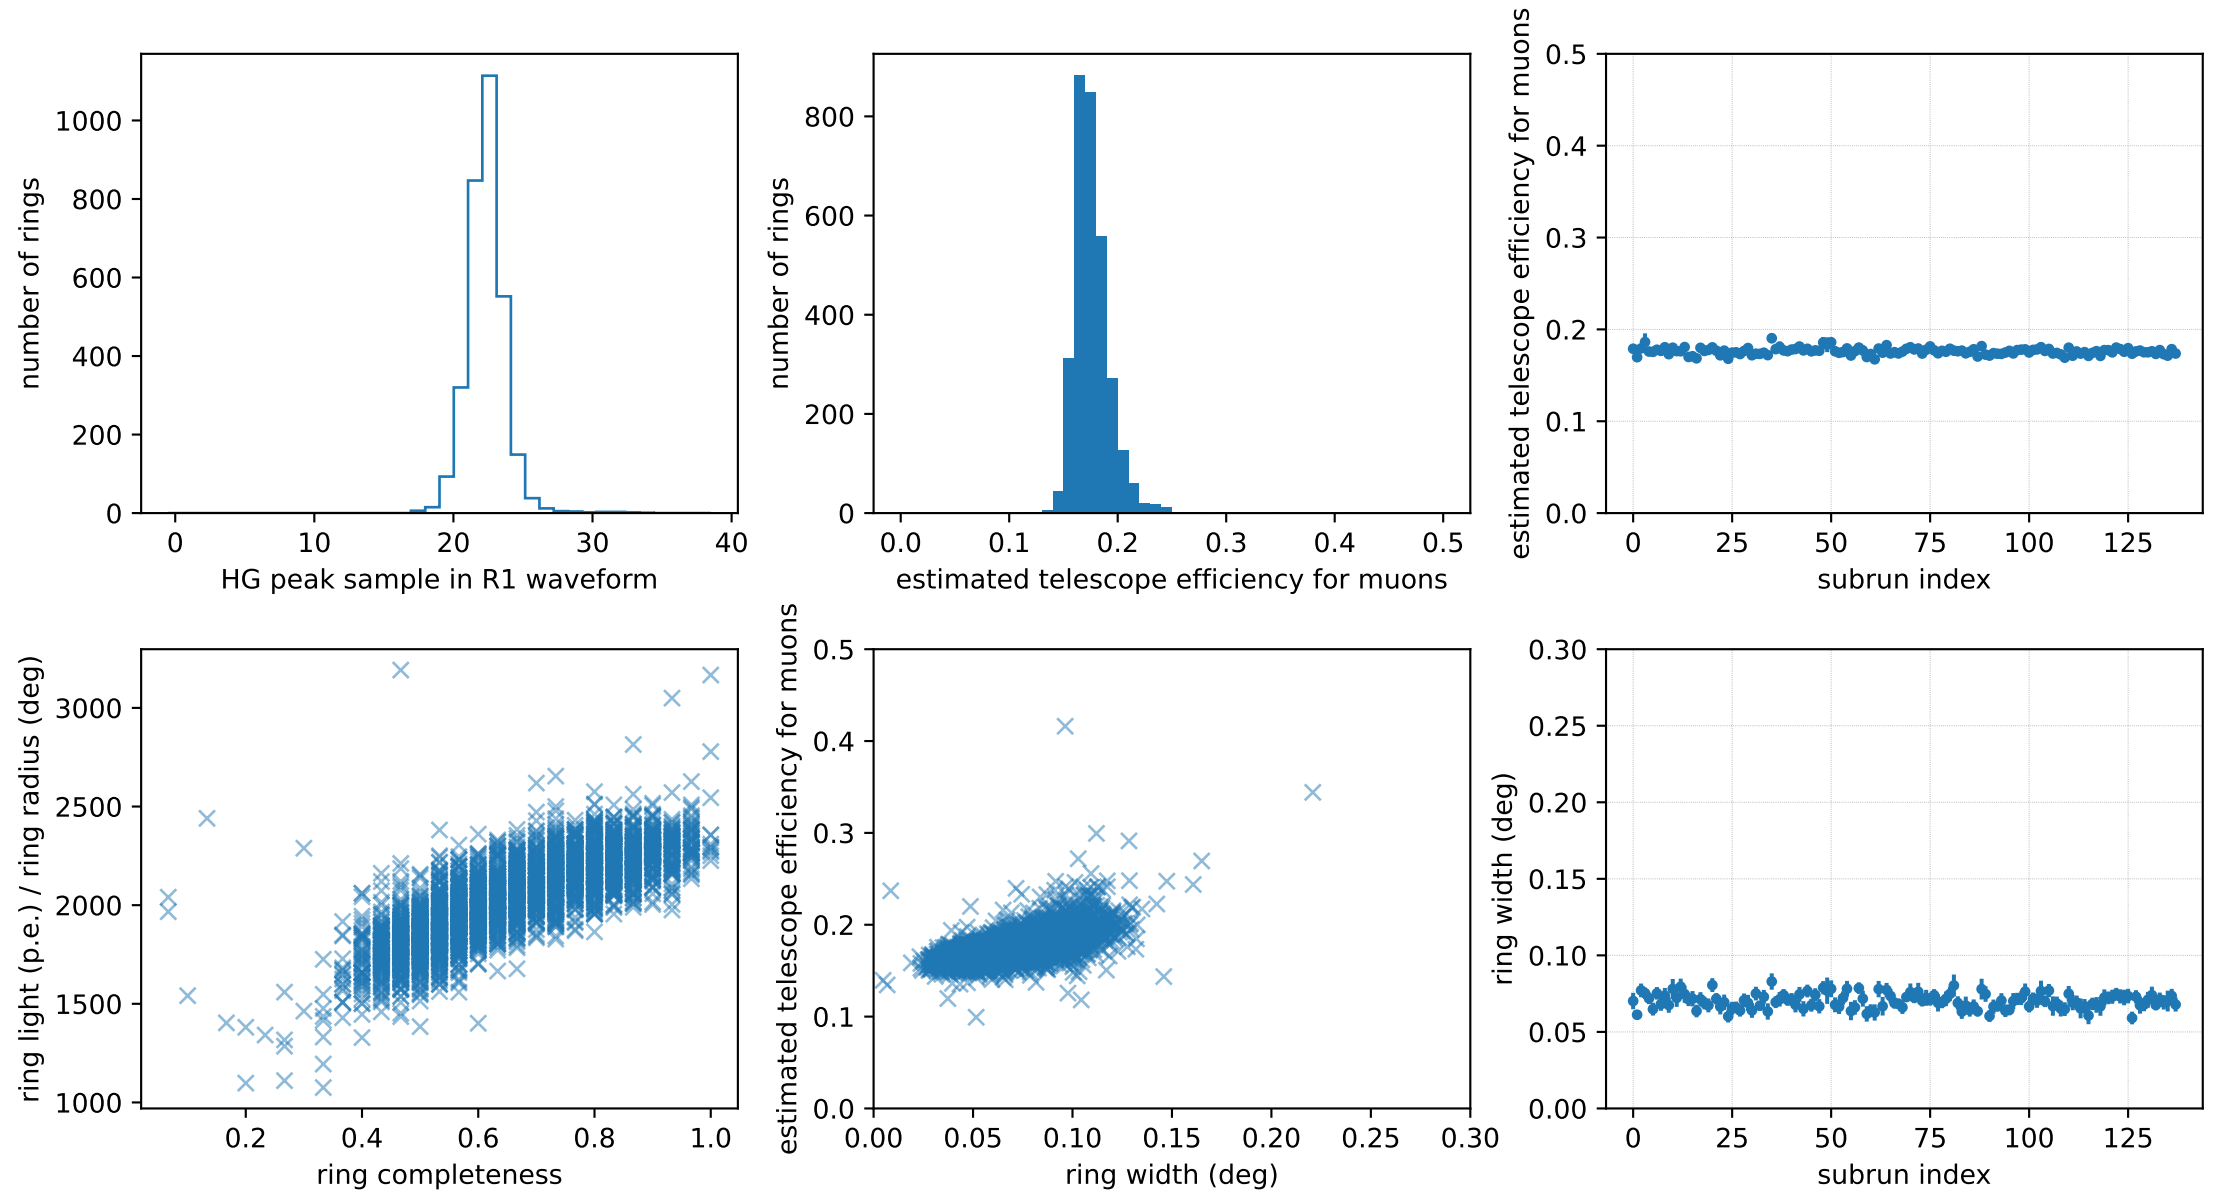 number of rings
1000
800
600
400
200
0
0 10 20 30 40
HG peak sample in R1 waveform
number of rings
800
600
400
200
0
0.0 0.1 0.2 0.3 0.4 0.5
estimated telescope efficiency for muons
estimated telescope efficiency for muons
0.5
0.4
0.3
0.2
0.1
0.0
0 25 50 75 100 125
subrun index
ring light (p.e.) / ring radius (deg)
3000
2500
2000
1500
1000
0.2 0.4 0.6 0.8 1.0
ring completeness
estimated telescope efficiency for muons
0.5
0.4
0.3
0.2
0.1
0.0
0.00 0.05 0.10 0.15 0.20 0.25 0.30
ring width (deg)
ring width (deg)
0.30
0.25
0.20
0.15
0.10
0.05
0.00
0 25 50 75 100 125
subrun index